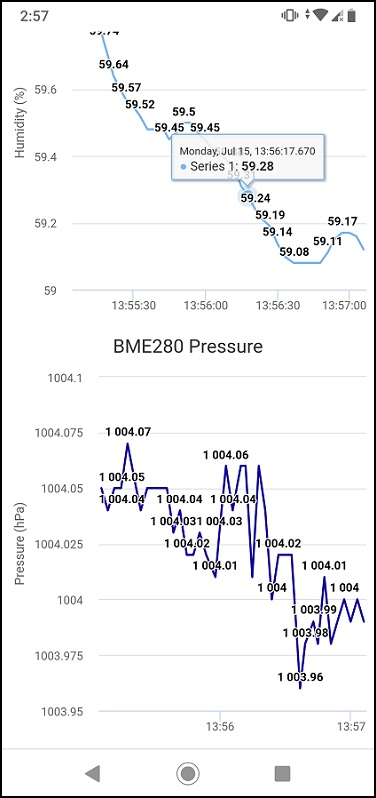 2:57
59.74
59.64
59.6
59.57
59.52
59.5
59.45 59.45
Humidity (%)
59.4
Monday, Jul 15, 13:56:17.670
● Series 1: 59.28
59.24
59.2
59.19
59.17
59.14
59.11
59.08
59
13:55:30 13:56:00 13:56:30 13:57:00
BME280 Pressure
1004.1
1004.075
1 004.07
1 004.06
1 004.05
1004.05
1 004.04 1 004.04 1 004.04
1 004.03 1 004.03
Pressure (hPa)
1004.025
1 004.02 1 004.02
1 004.01 1 004.01
1 004 1 004
1004
1 003.99
1 003.98
1003.975
1 003.96
1003.95
13:56 13:57